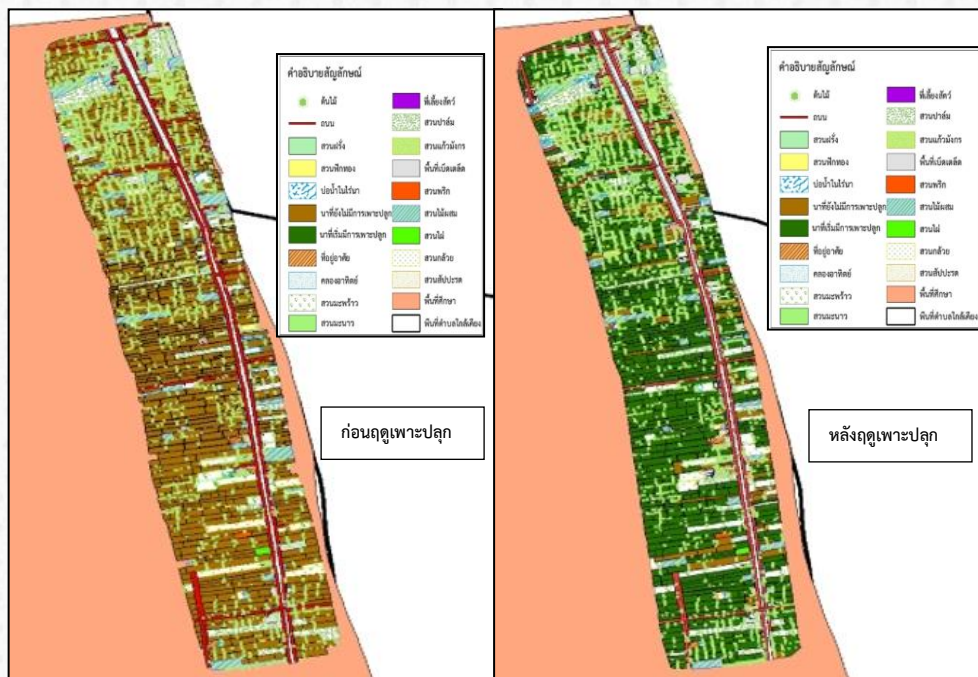 คำอธิบายสัญลักษณ์
ต้นไม้
ถนน
สวนฝรั่ง
สวนฟักทอง
บ่อน้ำในไร่นา
นาที่ยังไม่มีการเพาะปลุก
นาที่เริ่มมีการเพาะปลุก
ที่อยู่อาศัย
คลองอาทิตย์
สวนมะพร้าว
สวนมะนาว
ที่เลี้ยงสัตว์
สวนปาล์ม
สวนแก้วมังกร
พื้นที่เบ็ดเตล็ด
สวนพริก
สวนไม้ผสม
สวนไผ่
สวนกล้วย
สวนสัปปะรด
พื้นที่ศึกษา
พื้นที่ตำบลใกล้เคียง
ก่อนฤดูเพาะปลุก
คำอธิบายสัญลักษณ์
ต้นไม้
ถนน
สวนฝรั่ง
สวนฟักทอง
บ่อน้ำในไร่นา
นาที่ยังไม่มีการเพาะปลุก
นาที่เริ่มมีการเพาะปลุก
ที่อยู่อาศัย
คลองอาทิตย์
สวนมะพร้าว
สวนมะนาว
ที่เลี้ยงสัตว์
สวนปาล์ม
สวนแก้วมังกร
พื้นที่เบ็ดเตล็ด
สวนพริก
สวนไม้ผสม
สวนไผ่
สวนกล้วย
สวนสัปปะรด
พื้นที่ศึกษา
พื้นที่ตำบลใกล้เคียง
หลังฤดูเพาะปลุก